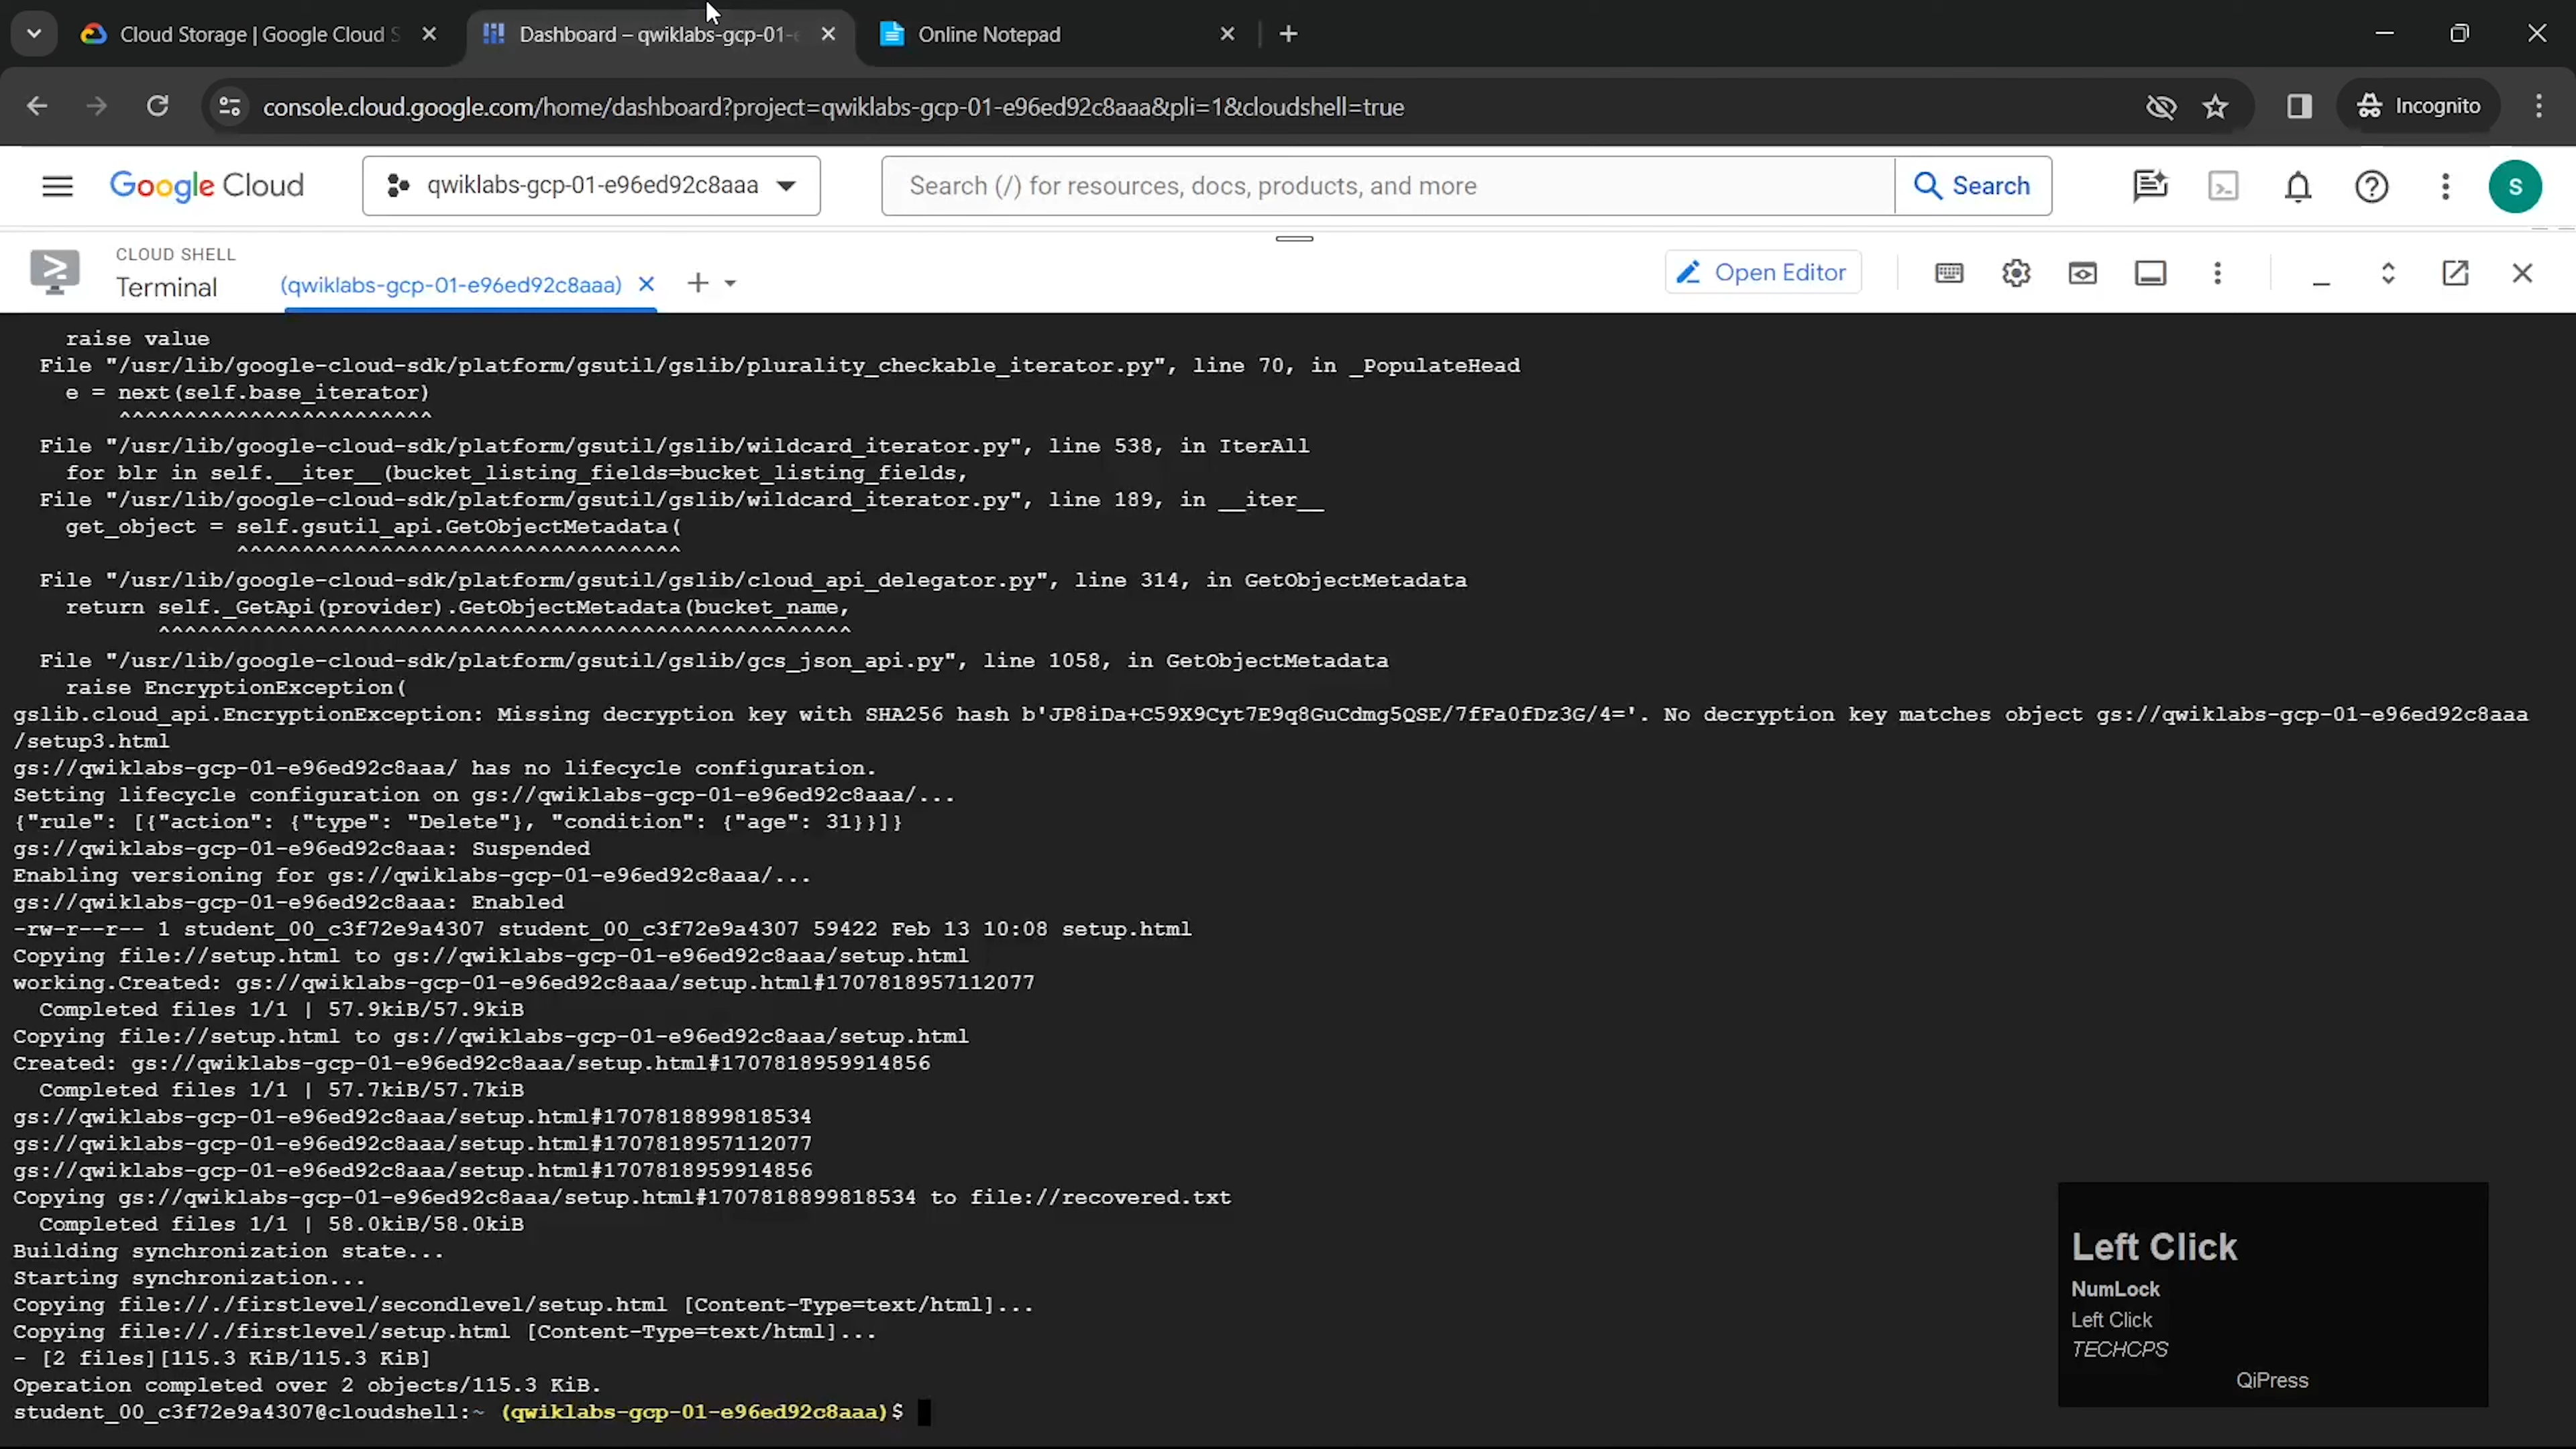 Cloud Storage | Google Cloud S
Dashboard – qwiklabs-gcp-01-e
Online Notepad
console.cloud.google.com/home/dashboard?project=qwiklabs-gcp-01-e96ed92c8aaa&pli=1&cloudshell=true
Incognito
Google Cloud
qwiklabs-gcp-01-e96ed92c8aaa
Search (/) for resources, docs, products, and more
Search
S
CLOUD SHELL
Terminal
(qwiklabs-gcp-01-e96ed92c8aaa)
Open Editor
raise value
File "/usr/lib/google-cloud-sdk/platform/gsutil/gslib/plurality_checkable_iterator.py", line 70, in _PopulateHead
e = next(self.base_iterator)
^^^^^^^^^^^^^^^^^^^^^^^^
File "/usr/lib/google-cloud-sdk/platform/gsutil/gslib/wildcard_iterator.py", line 538, in IterAll
for blr in self.__iter__(bucket_listing_fields=bucket_listing_fields,
File "/usr/lib/google-cloud-sdk/platform/gsutil/gslib/wildcard_iterator.py", line 189, in __iter__
get_object = self.gsutil_api.GetObjectMetadata(
^^^^^^^^^^^^^^^^^^^^^^^^^^^^^^^^^^
File "/usr/lib/google-cloud-sdk/platform/gsutil/gslib/cloud_api_delegator.py", line 314, in GetObjectMetadata
return self._GetApi(provider).GetObjectMetadata(bucket_name,
^^^^^^^^^^^^^^^^^^^^^^^^^^^^^^^^^^^^^^^^^^^^^^^^^^^^^
File "/usr/lib/google-cloud-sdk/platform/gsutil/gslib/gcs_json_api.py", line 1058, in GetObjectMetadata
raise EncryptionException(
gslib.cloud_api.EncryptionException: Missing decryption key with SHA256 hash b'JP8iDa+C59X9Cyt7E9q8GuCdmg5QSE/7fFa0fDz3G/4='. No decryption key matches object gs://qwiklabs-gcp-01-e96ed92c8aaa
/setup3.html
gs://qwiklabs-gcp-01-e96ed92c8aaa/ has no lifecycle configuration.
Setting lifecycle configuration on gs://qwiklabs-gcp-01-e96ed92c8aaa/...
{"rule": [{"action": {"type": "Delete"}, "condition": {"age": 31}}]}
gs://qwiklabs-gcp-01-e96ed92c8aaa: Suspended
Enabling versioning for gs://qwiklabs-gcp-01-e96ed92c8aaa/...
gs://qwiklabs-gcp-01-e96ed92c8aaa: Enabled
-rw-r--r-- 1 student_00_c3f72e9a4307 student_00_c3f72e9a4307 59422 Feb 13 10:08 setup.html
Copying file://setup.html to gs://qwiklabs-gcp-01-e96ed92c8aaa/setup.html
working.Created: gs://qwiklabs-gcp-01-e96ed92c8aaa/setup.html#1707818957112077
Completed files 1/1 | 57.9kiB/57.9kiB
Copying file://setup.html to gs://qwiklabs-gcp-01-e96ed92c8aaa/setup.html
Created: gs://qwiklabs-gcp-01-e96ed92c8aaa/setup.html#1707818959914856
Completed files 1/1 | 57.7kiB/57.7kiB
gs://qwiklabs-gcp-01-e96ed92c8aaa/setup.html#1707818899818534
gs://qwiklabs-gcp-01-e96ed92c8aaa/setup.html#1707818957112077
gs://qwiklabs-gcp-01-e96ed92c8aaa/setup.html#1707818959914856
Copying gs://qwiklabs-gcp-01-e96ed92c8aaa/setup.html#1707818899818534 to file://recovered.txt
Completed files 1/1 | 58.0kiB/58.0kiB
Building synchronization state...
Starting synchronization...
Copying file://./firstlevel/secondlevel/setup.html [Content-Type=text/html]...
Copying file://./firstlevel/setup.html [Content-Type=text/html]...
- [2 files][115.3 KiB/115.3 KiB]
Operation completed over 2 objects/115.3 KiB.
student_00_c3f72e9a4307@cloudshell:~ (qwiklabs-gcp-01-e96ed92c8aaa)$
Left Click
NumLock
Left Click
TECHCPS
QiPress